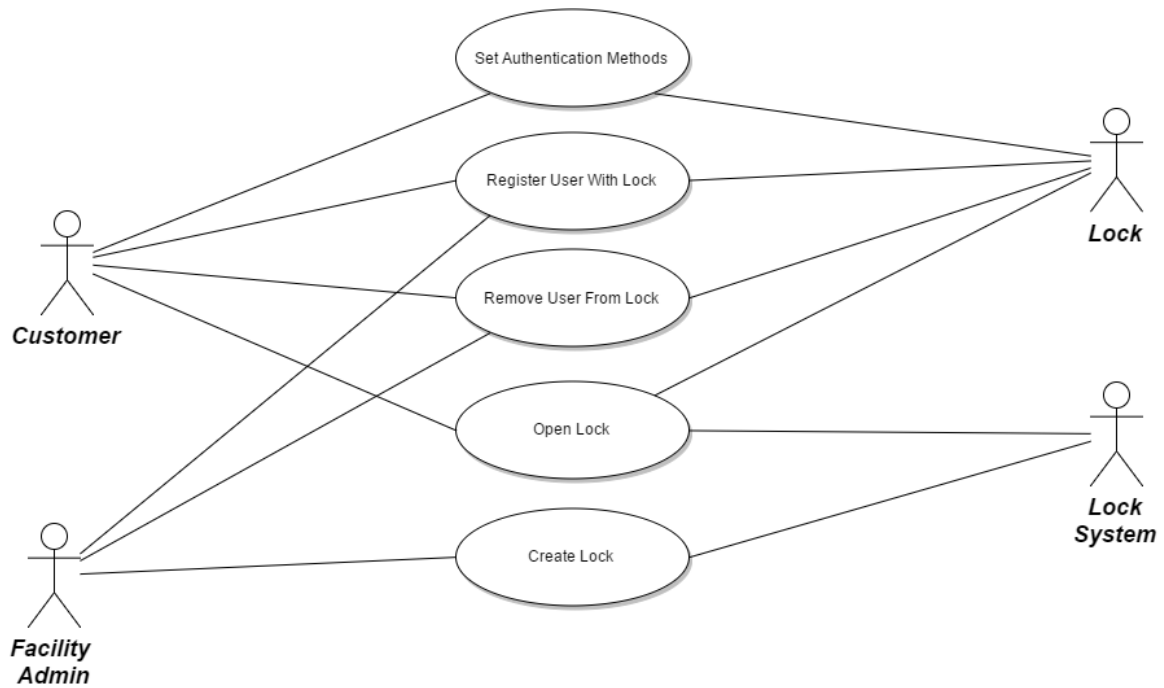 Set Authentication Methods
Register User With Lock
Lock
Customer
Remove User From Lock
Open Lock
Lock
System
Create Lock
Facility
Admin